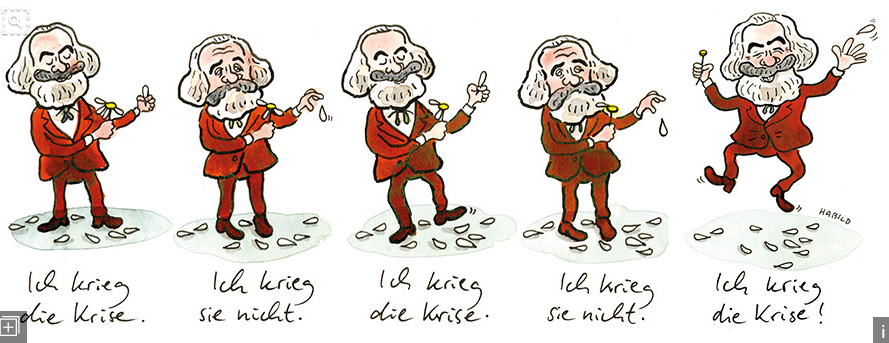 HABILD
Ich krieg
die Krise.
Ich krieg
sie nicht.
Ich krieg
die Krise.
Ich krieg
sie nicht.
Ich krieg
die Krise!